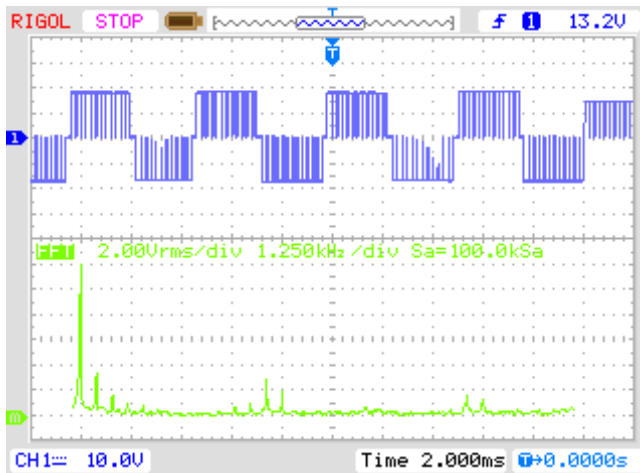 RIGOL STOP T 1 13.2V
T
1
FFT 2.00Vrms/div 1.250kHz/div Sa=100.0kSa
m
CH1 10.0V Time 2.000ms T→0.0000s